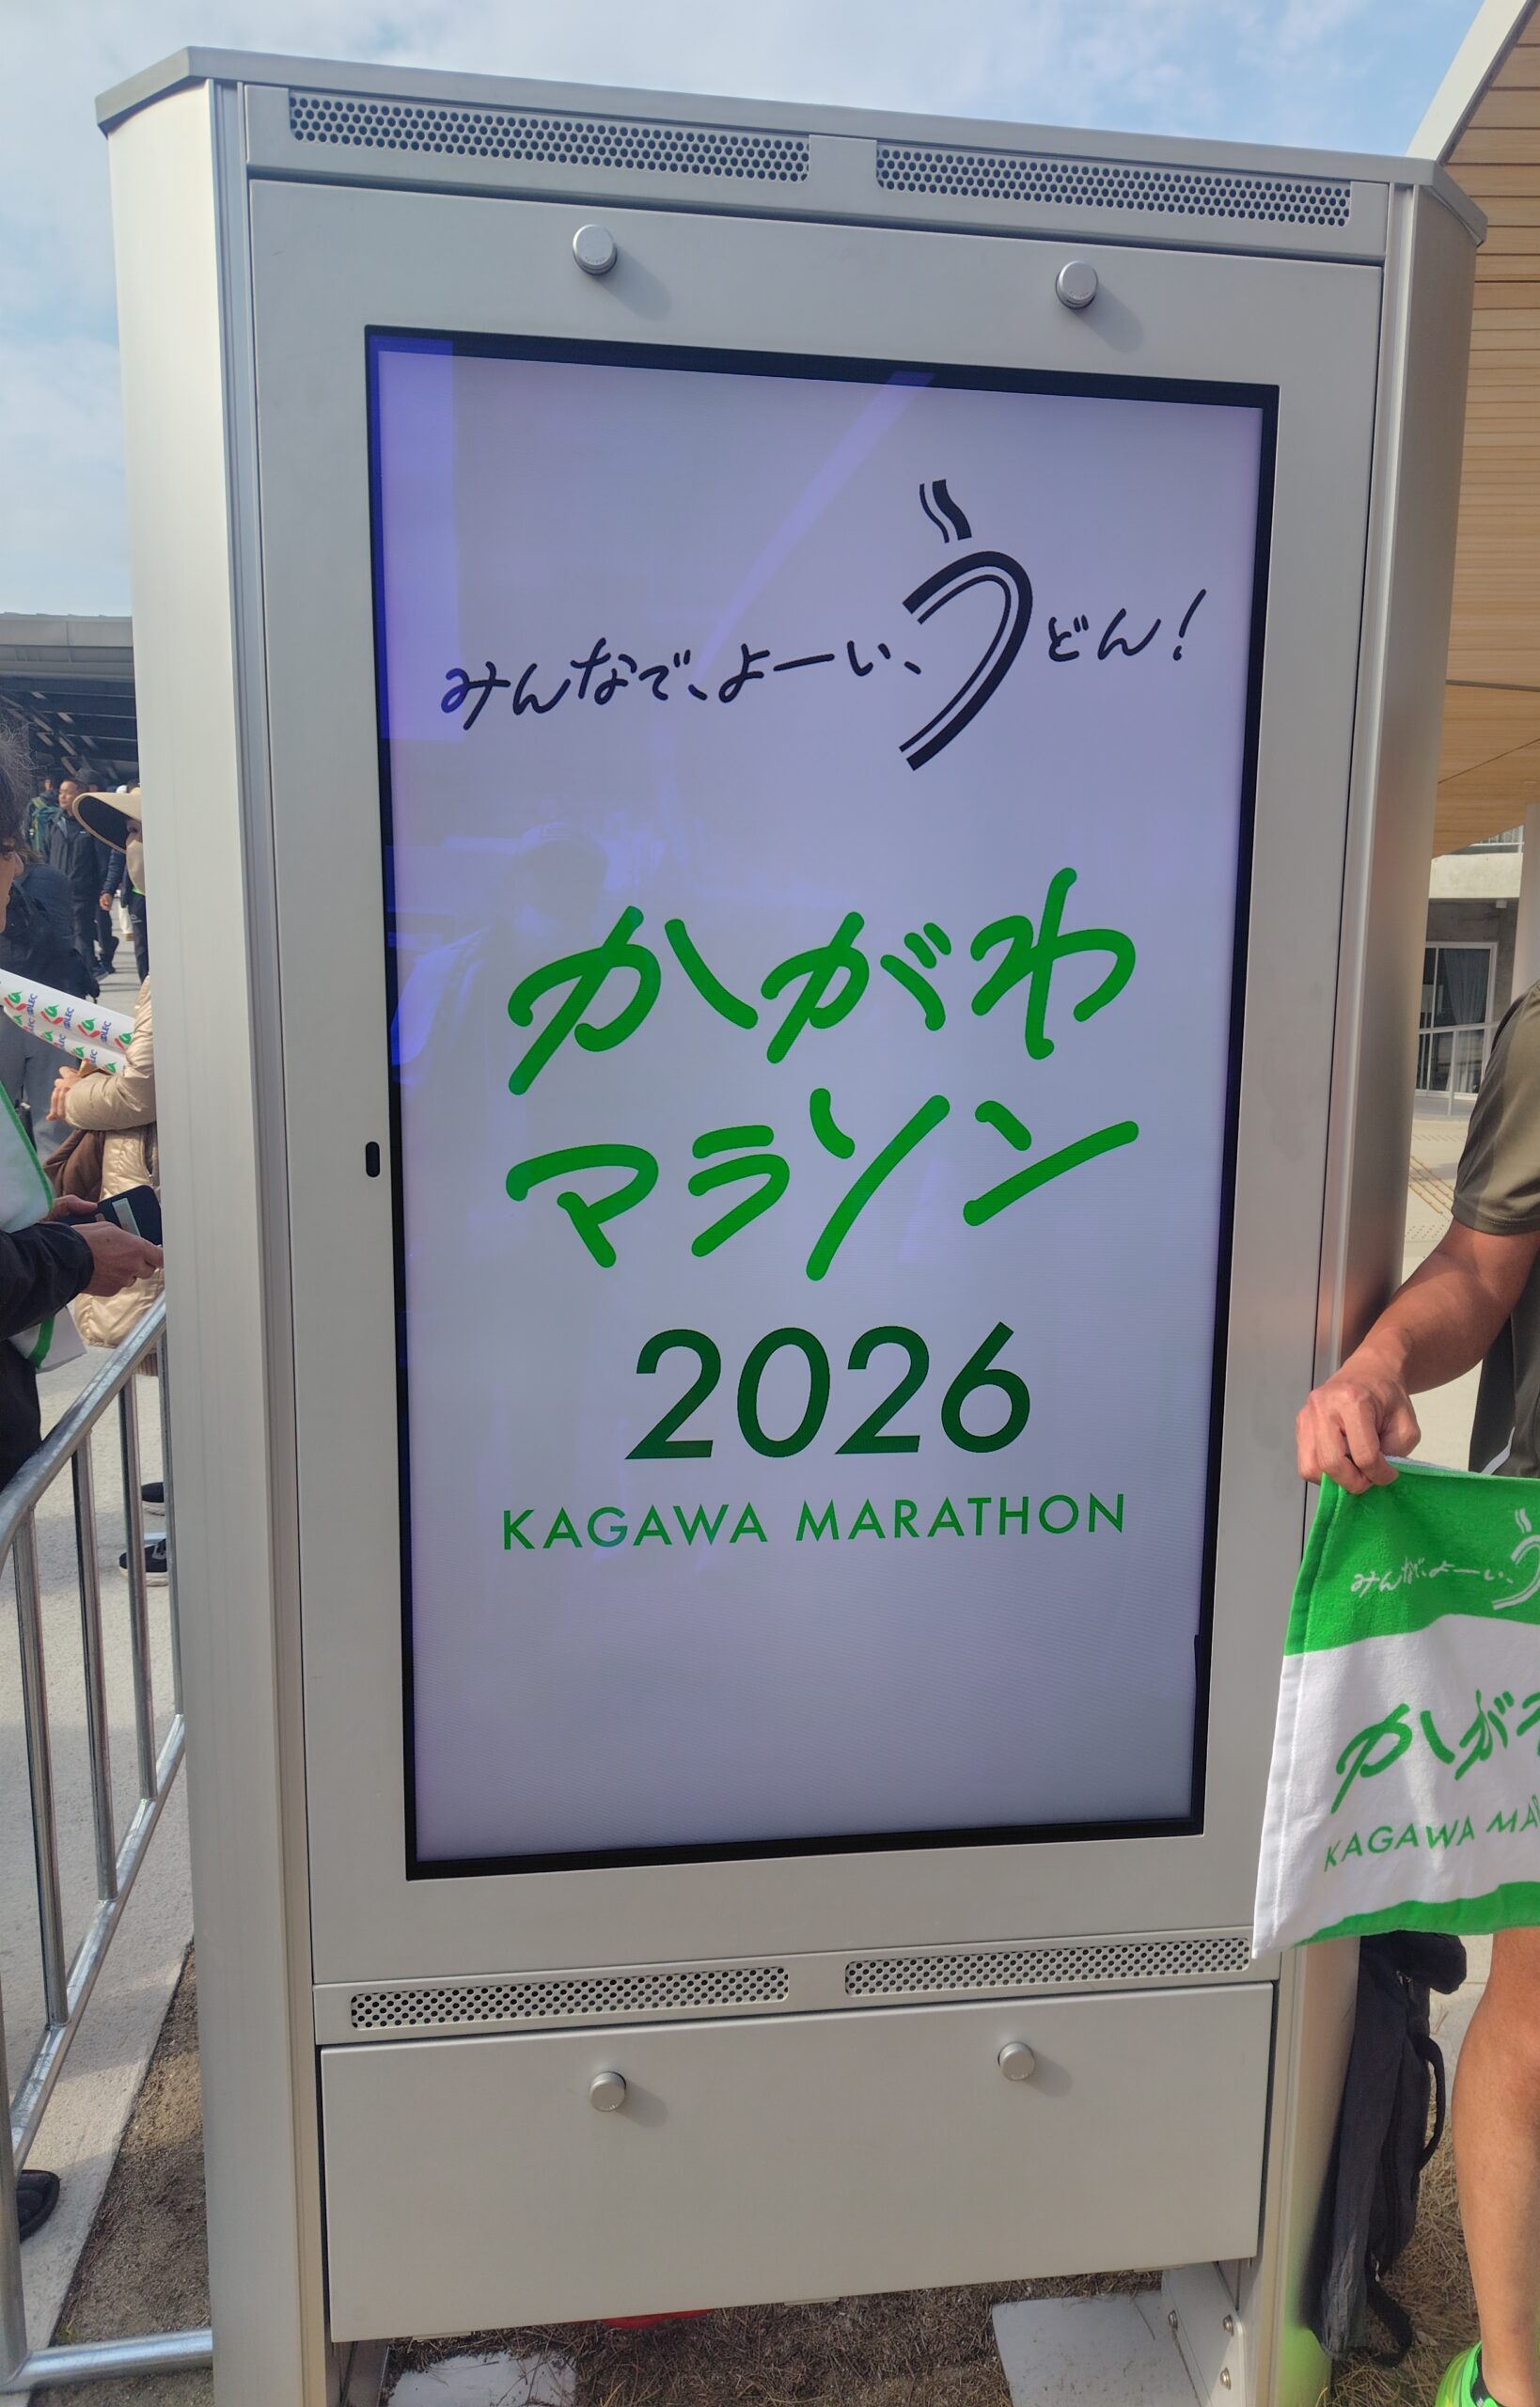 みんなで、よーい、うどん!
かがわ
マラソン
2026
KAGAWA MARATHON
みんなで、よーい、
かがわ
KAGAWA MA